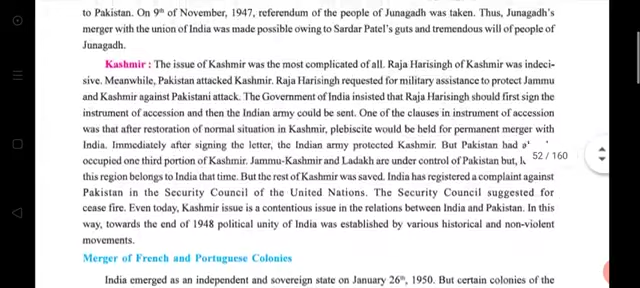 to Pakistan. On 9th of November, 1947, referendum of the people of Junagadh was taken. Thus, Junagadh's
merger with the union of India was made possible owing to Sardar Patel's guts and tremendous will of people of
Junagadh.
Kashmir : The issue of Kashmir was the most complicated of all. Raja Harisingh of Kashmir was indeci-
sive. Meanwhile, Pakistan attacked Kashmir. Raja Harisingh requested for military assistance to protect Jammu
and Kashmir against Pakistani attack. The Government of India insisted that Raja Harisingh should first sign the
instrument of accession and then the Indian army could be sent. One of the clauses in instrument of accession
was that after restoration of normal situation in Kashmir, plebiscite would be held for permanent merger with
India. Immediately after signing the letter, the Indian army protected Kashmir. But Pakistan had
occupied one third portion of Kashmir. Jammu-Kashmir and Ladakh are under control of Pakistan but,
52 / 160
this region belongs to India that time. But the rest of Kashmir was saved. India has registered a complaint against
Pakistan in the Security Council of the United Nations. The Security Council suggested for
cease fire. Even today, Kashmir issue is a contentious issue in the relations between India and Pakistan. In this
way, towards the end of 1948 political unity of India was established by various historical and non-violent
movements.
Merger of French and Portuguese Colonies
India emerged as an independent and sovereign state on January 26th, 1950. But certain colonies of the